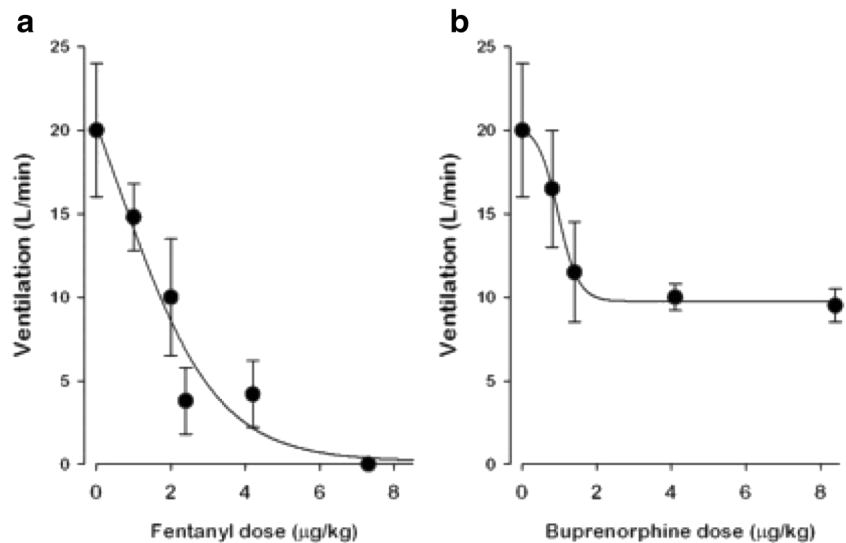 a
25
20
15
10
5
0
Ventilation (L/min)
0 2 4 6 8
Fentanyl dose (μg/kg)
b
25
20
15
10
5
0
Ventilation (L/min)
0 2 4 6 8
Buprenorphine dose (μg/kg)